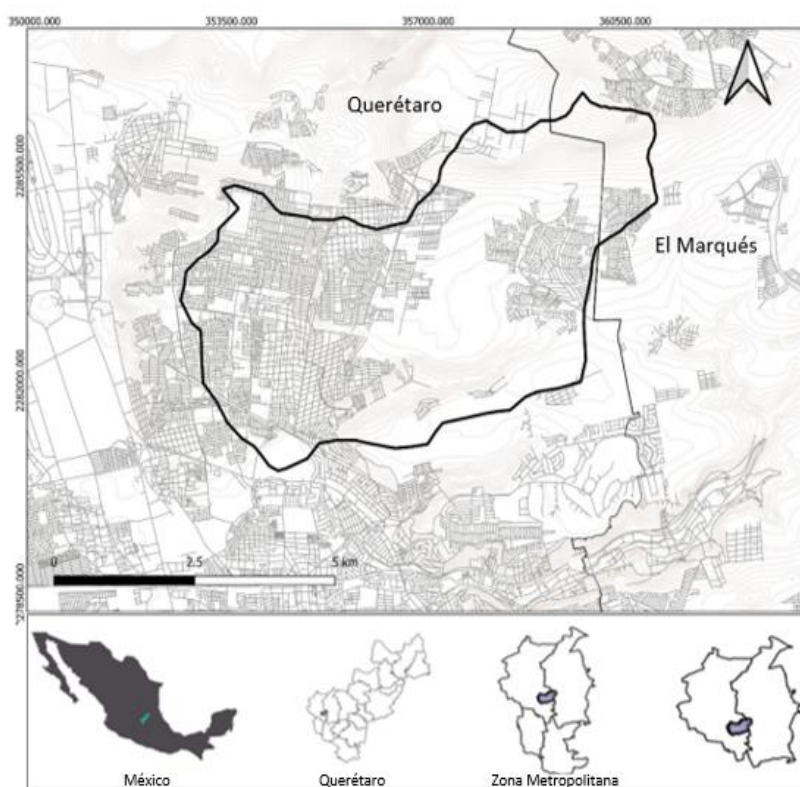 350000.000 353500.000 357000.000 360500.000
2285500.000
2282000.000
2278500.000
Querétaro
El Marqués
0 2.5 5 km
México Querétaro Zona Metropolitana